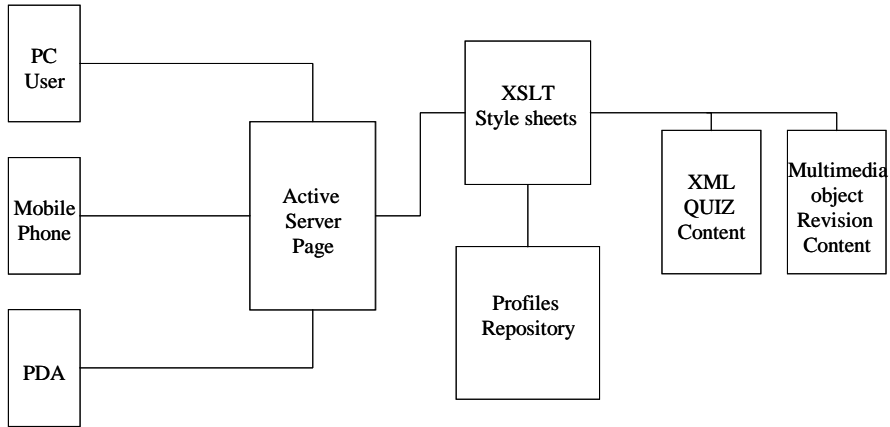 PC
User
Mobile
Phone
PDA
Active
Server
Page
XSLT
Style sheets
Profiles
Repository
XML
QUIZ
Content
Multimedia
object
Revision
Content